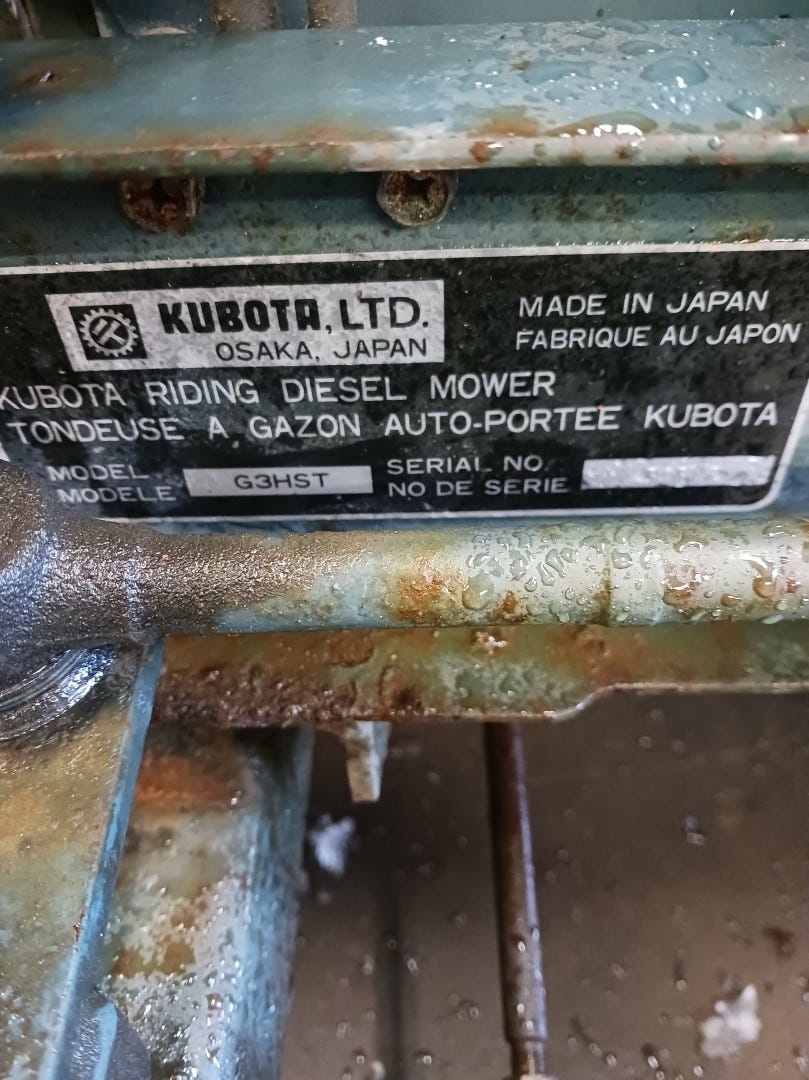 KUBOTA, LTD.
OSAKA, JAPAN
MADE IN JAPAN
FABRIQUE AU JAPON
KUBOTA RIDING DIESEL MOWER
TONDEUSE A GAZON AUTO-PORTEE KUBOTA
MODEL
MODELE
G3HST
SERIAL NO.
NO DE SERIE